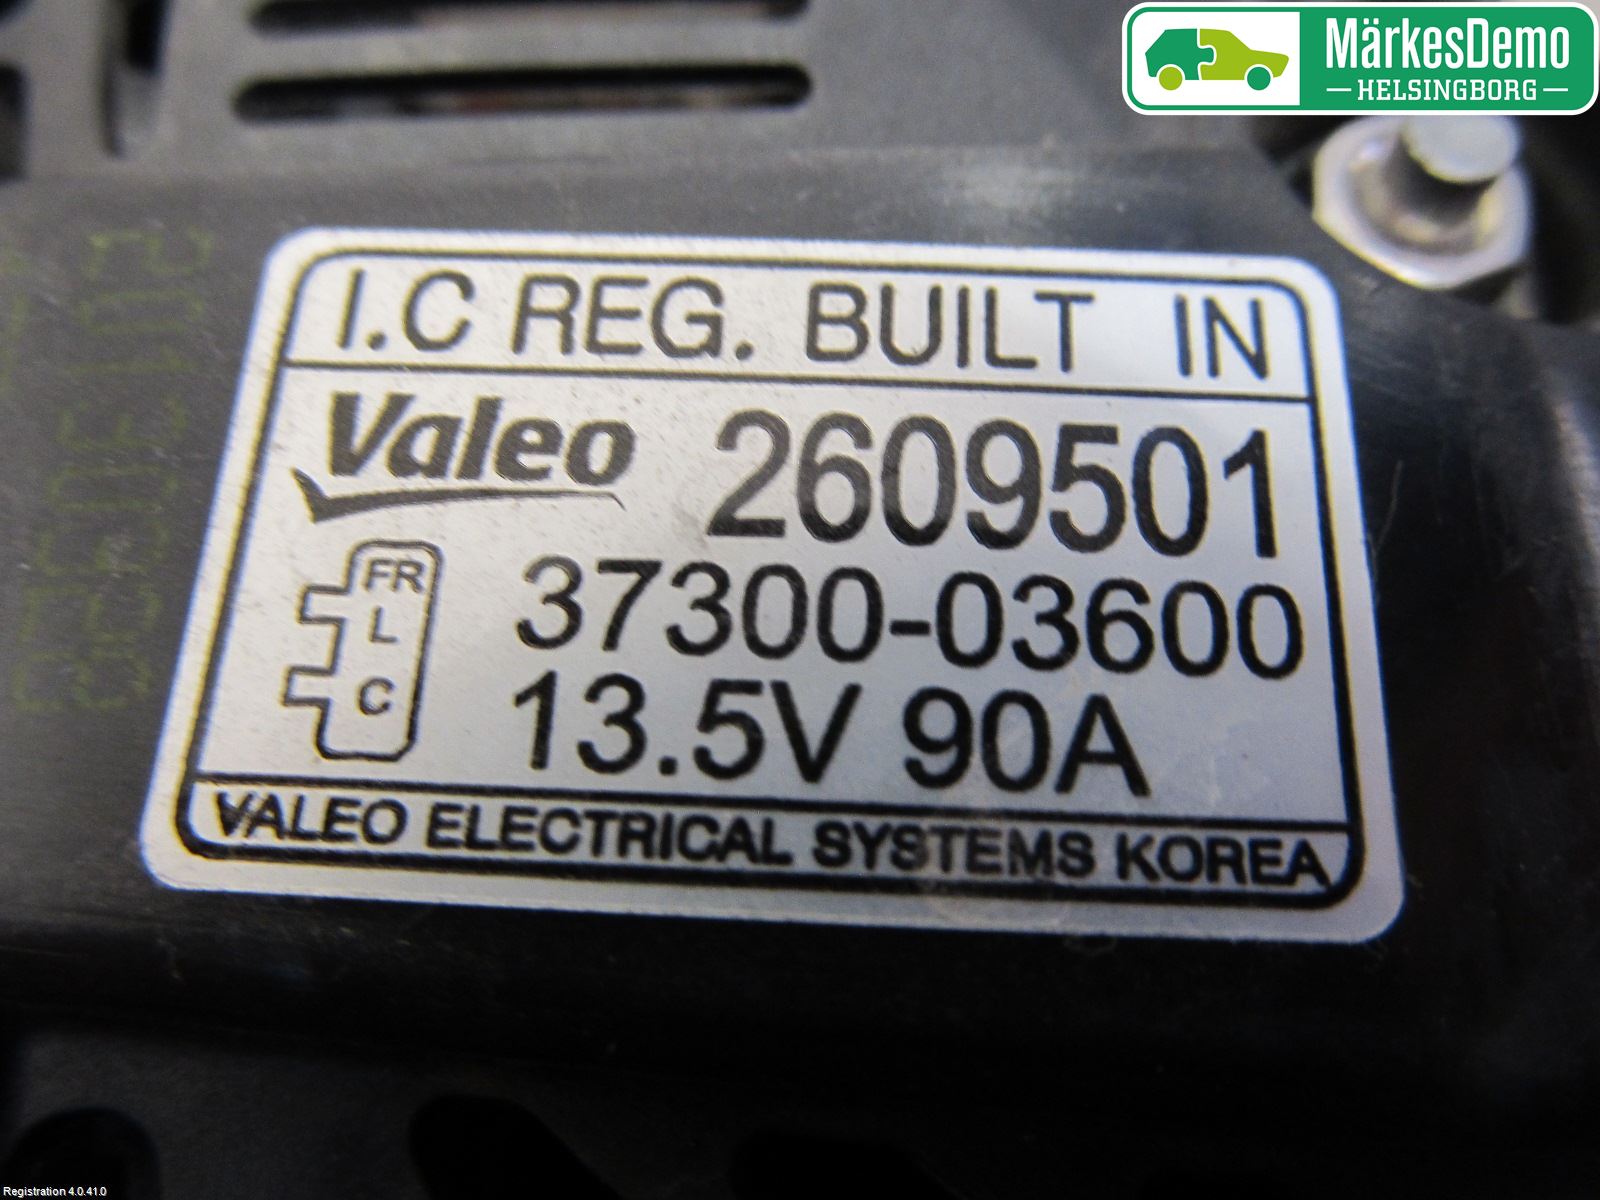 MärkesDemo
HELSINGBORG
I.C REG. BUILT IN
Valeo 2609501
FR
L
C
37300-03600
13.5V 90A
VALEO ELECTRICAL SYSTEMS KOREA
Registration 4.0.41.0